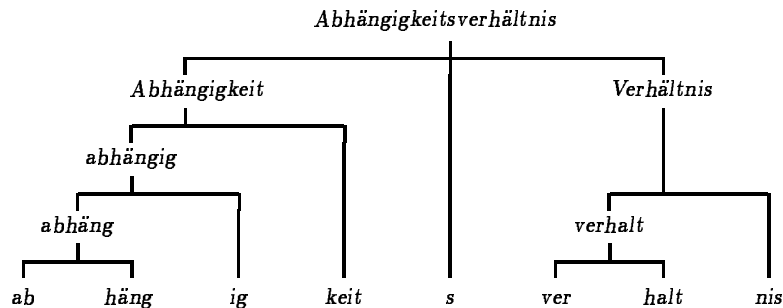 Abhängigkeitsverhältnis
Abhängigkeit Verhältnis
abhängig
abhäng verhalt
ab häng ig keit s ver halt nis